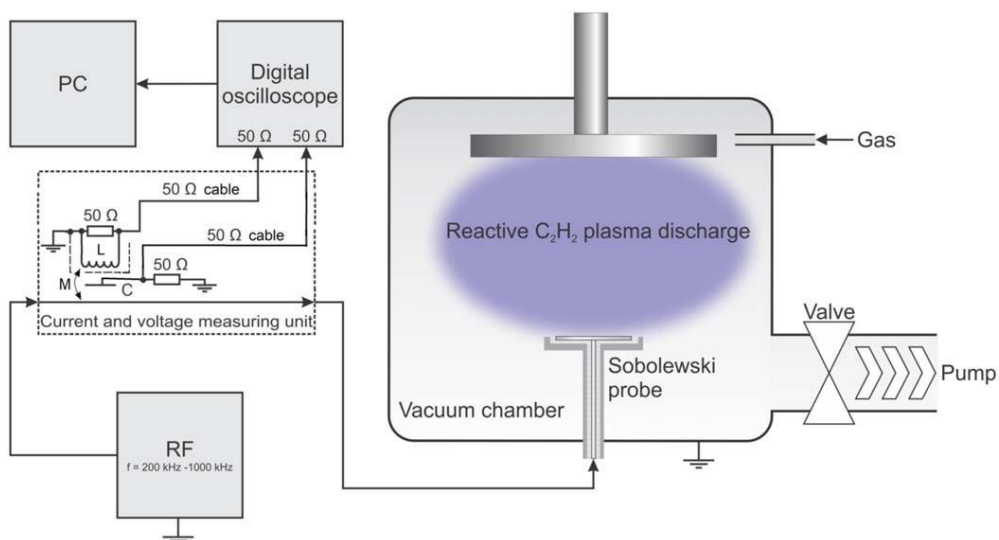 PC
Digital
oscilloscope
50 Ω 50 Ω
50 Ω cable
50 Ω
L
50 Ω cable
50 Ω
M
C
Current and voltage measuring unit
RF
f = 200 kHz -1000 kHz
Gas
Reactive C₂H₂ plasma discharge
Sobolewski
probe
Vacuum chamber
Valve
Pump